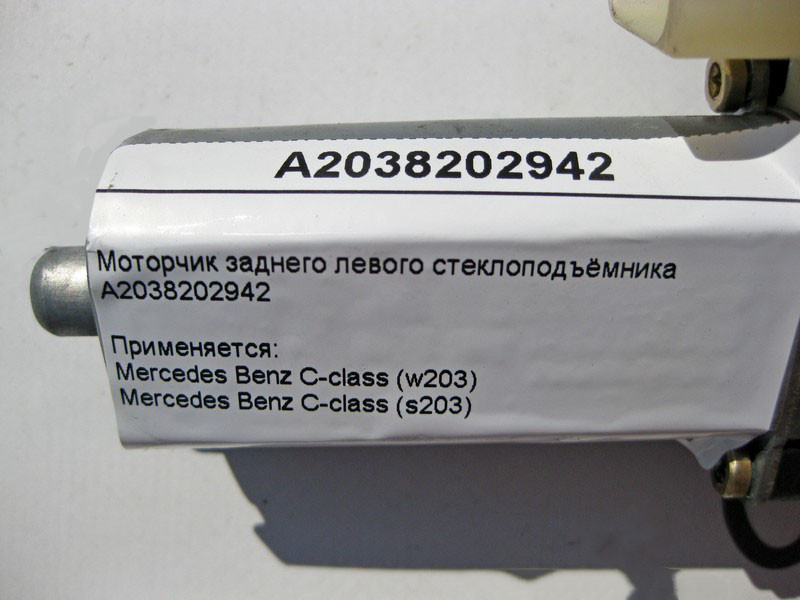 A2038202942
Моторчик заднего левого стеклоподъёмника
A2038202942
Применяется:
Mercedes Benz C-class (w203)
Mercedes Benz C-class (s203)